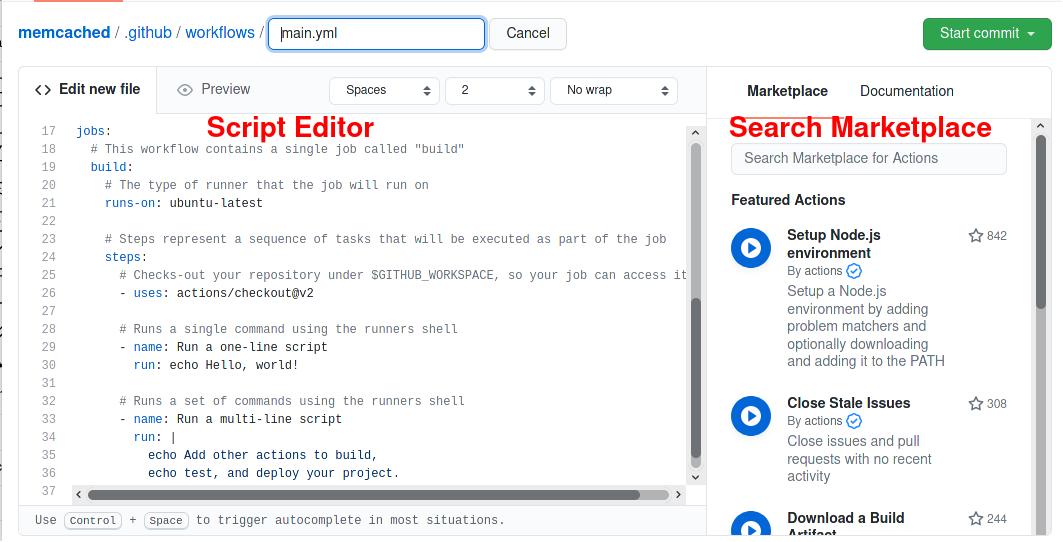 memcached / .github / workflows / main.yml Cancel Start commit
Edit new file Preview Spaces 2 No wrap
Marketplace Documentation
Script Editor
Search Marketplace
Search Marketplace for Actions
17 jobs:
18 # This workflow contains a single job called "build"
19 build:
20 # The type of runner that the job will run on
21 runs-on: ubuntu-latest
22
23 # Steps represent a sequence of tasks that will be executed as part of the job
24 steps:
25 # Checks-out your repository under $GITHUB_WORKSPACE, so your job can access it
26 - uses: actions/checkout@v2
27
28 # Runs a single command using the runners shell
29 - name: Run a one-line script
30 run: echo Hello, world!
31
32 # Runs a set of commands using the runners shell
33 - name: Run a multi-line script
34 run: |
35 echo Add other actions to build,
36 echo test, and deploy your project.
37
Use Control + Space to trigger autocomplete in most situations.
Featured Actions
Setup Node.js 842
environment
By actions
Setup a Node.js
environment by adding
problem matchers and
optionally downloading
and adding it to the PATH
Close Stale Issues 308
By actions
Close issues and pull
requests with no recent
activity
Download a Build 244
Artifact